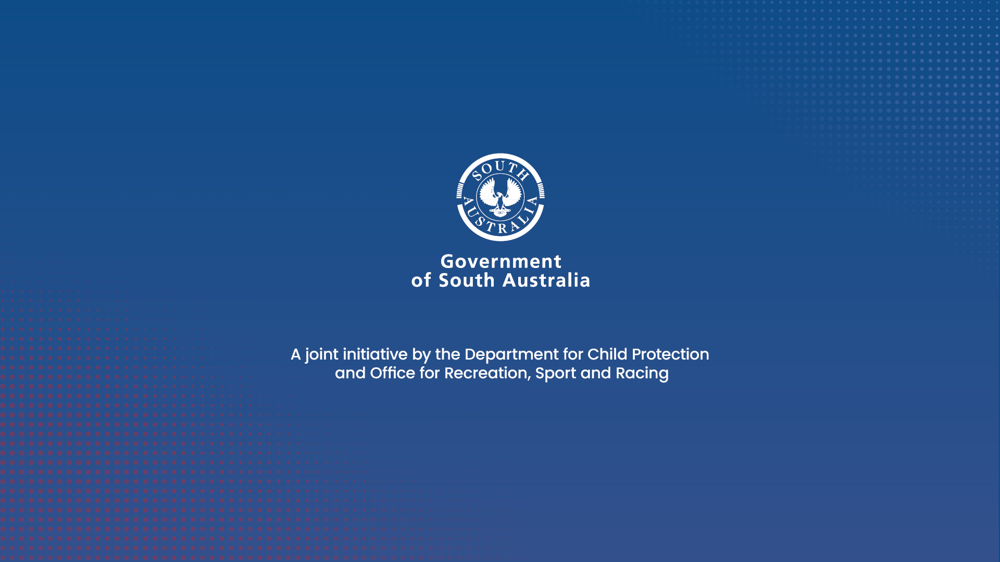 SOUTH
AUSTRALIA
Government
of South Australia
A joint initiative by the Department for Child Protection
and Office for Recreation, Sport and Racing